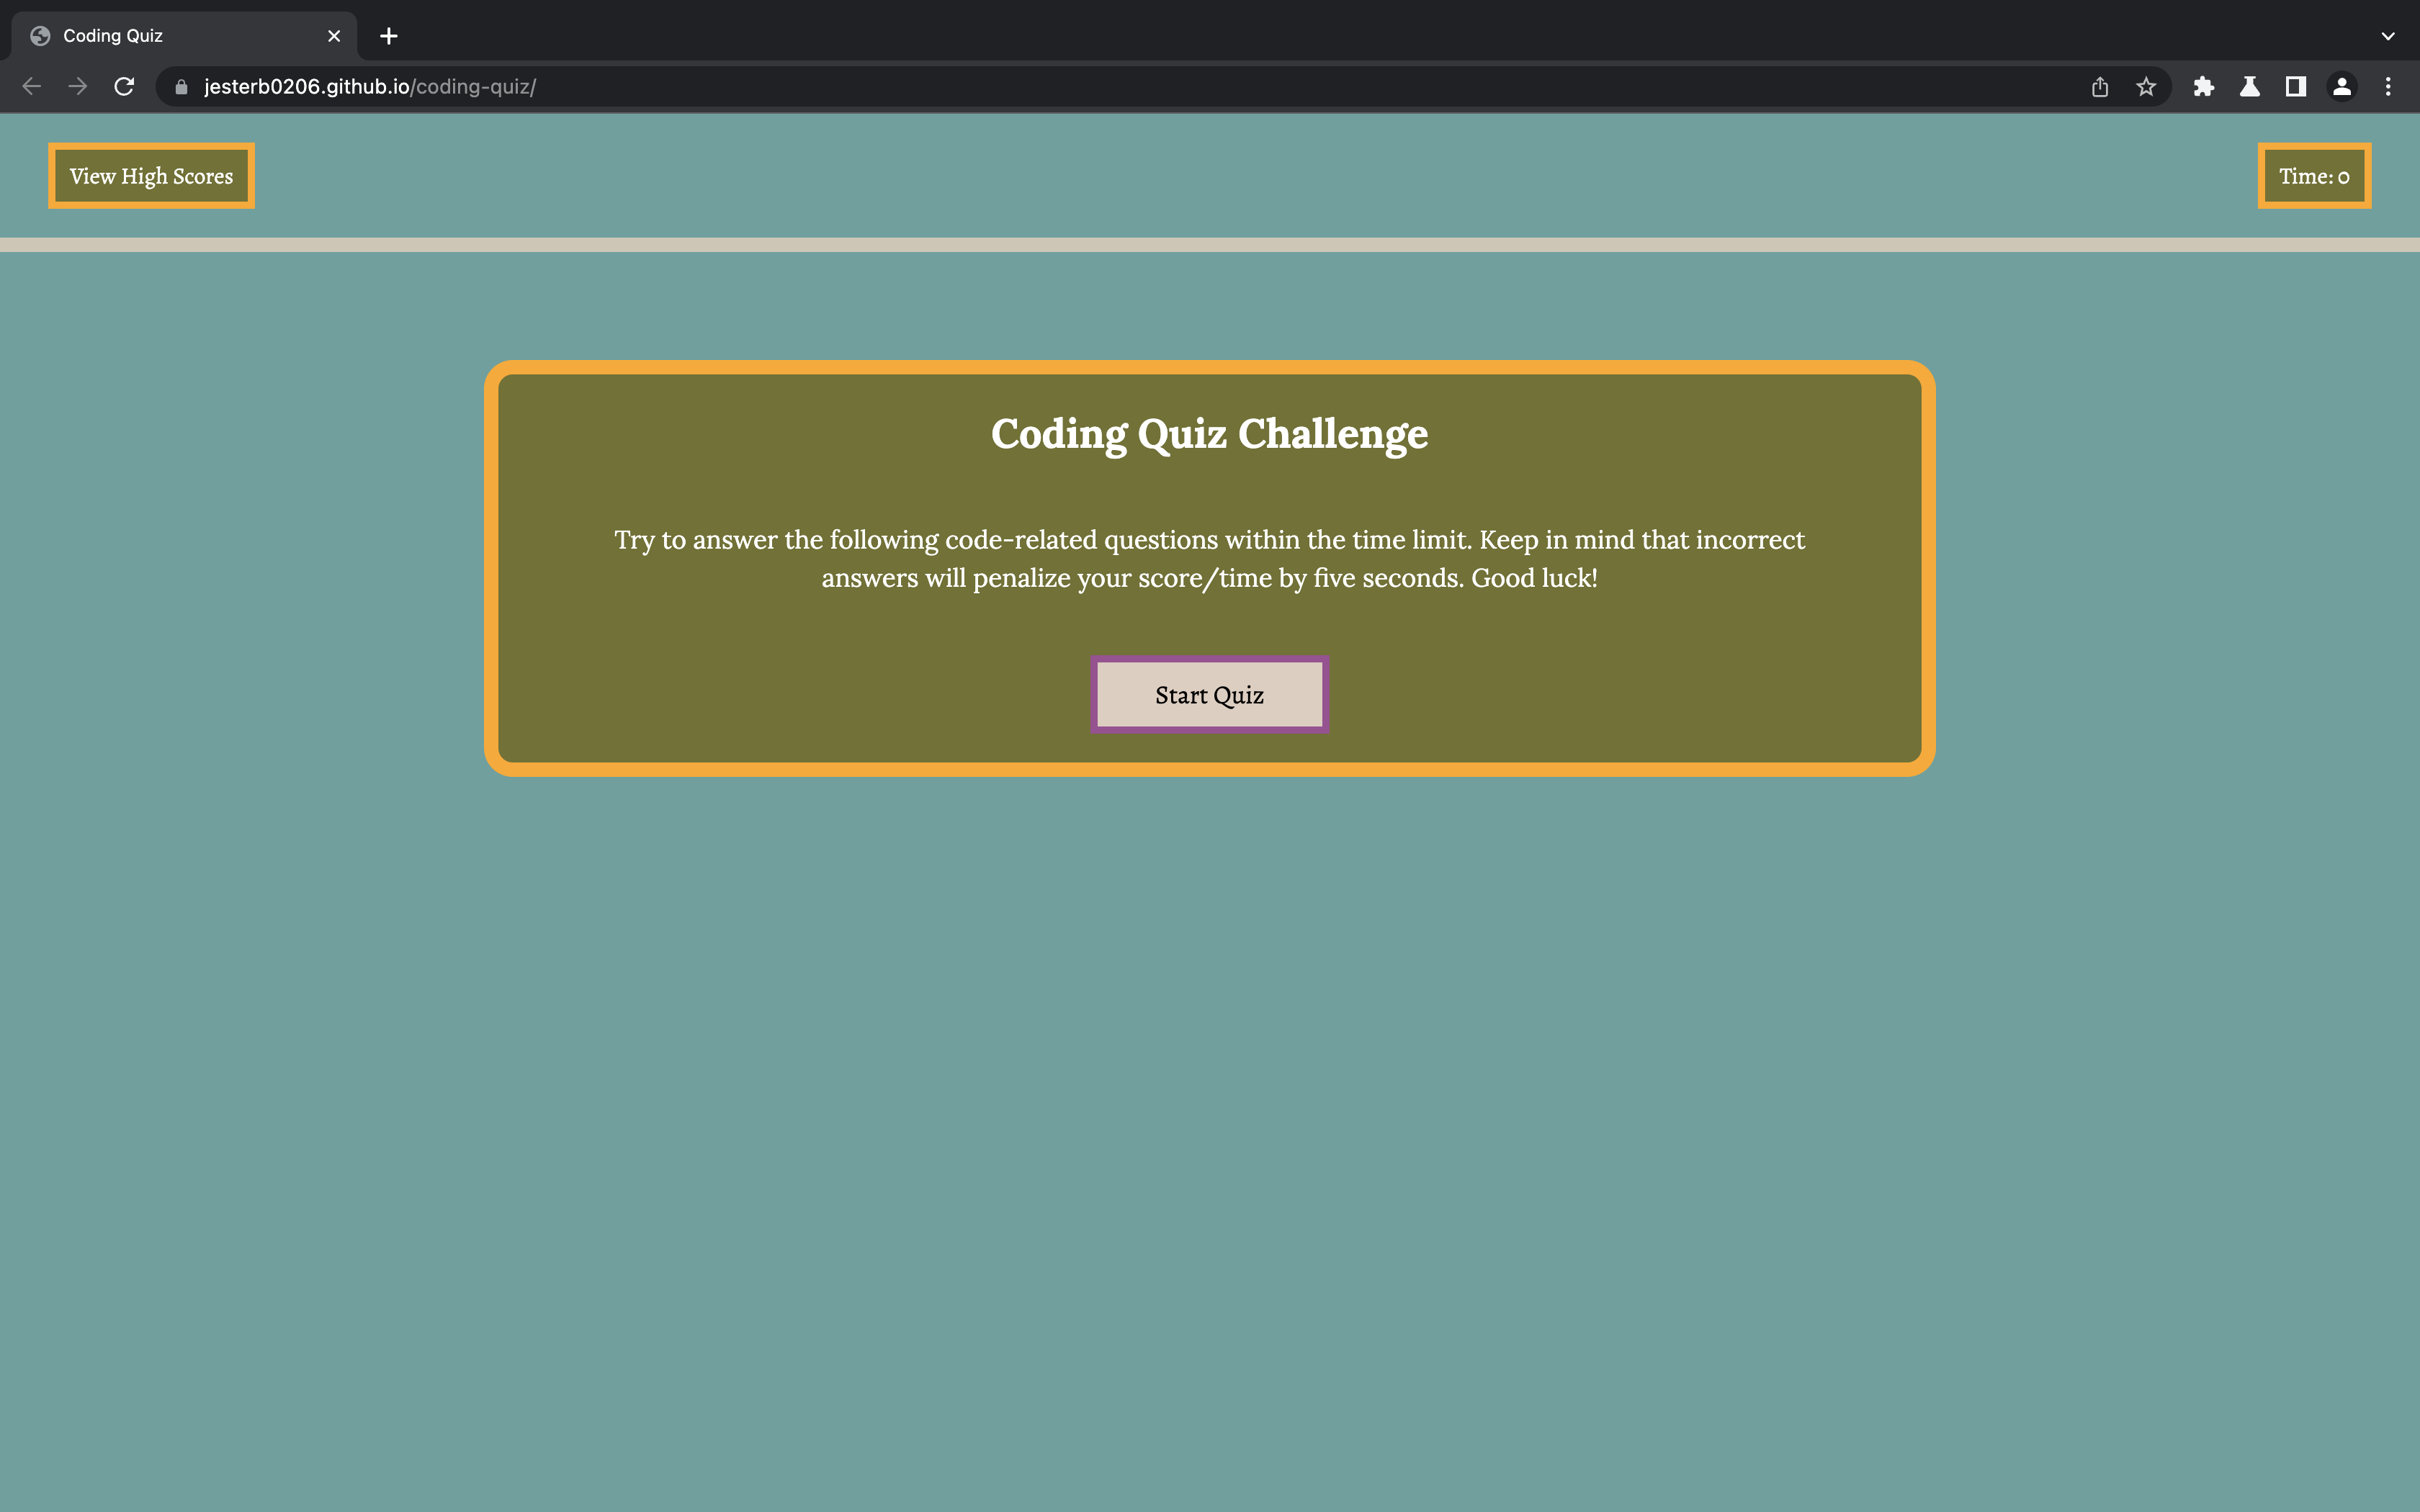 Coding Quiz
jesterb0206.github.io/coding-quiz/
View High Scores
Time: 0
Coding Quiz Challenge
Try to answer the following code-related questions within the time limit. Keep in mind that incorrect
answers will penalize your score/time by five seconds. Good luck!
Start Quiz